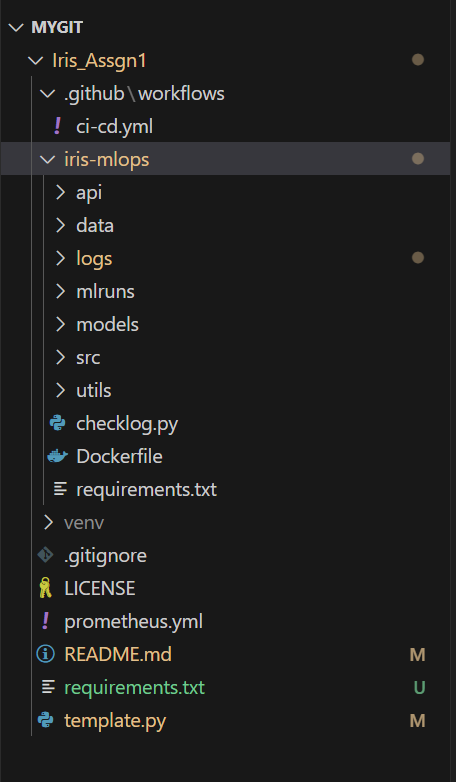 MYGIT
Iris_Assgn1
.github\workflows
! ci-cd.yml
iris-mlops
api
data
logs
mlruns
models
src
utils
checklog.py
Dockerfile
requirements.txt
venv
.gitignore
LICENSE
! prometheus.yml
README.md M
requirements.txt U
template.py M